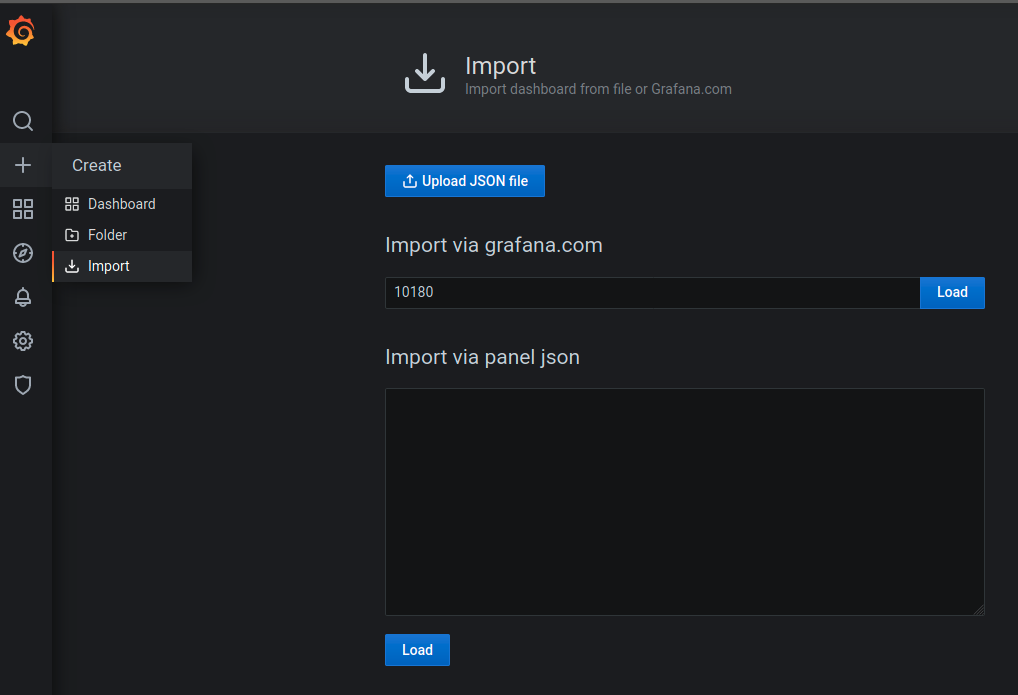 Import
Import dashboard from file or Grafana.com
Create
Dashboard
Folder
Import
Upload JSON file
Import via grafana.com
10180
Load
Import via panel json
Load